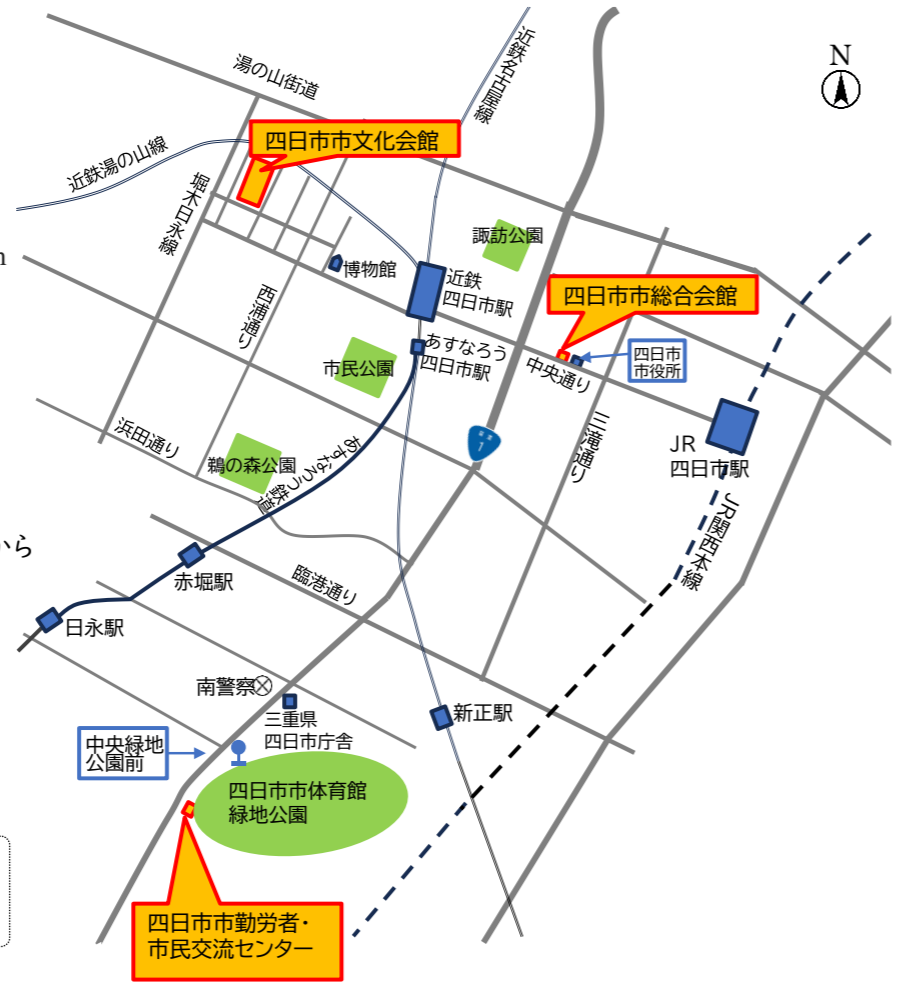 N
湯の山街道
近鉄名古屋線
四日市市文化会館
近鉄湯の山線
堀木日永線
諏訪公園
博物館
近鉄
四日市駅
四日市市総合会館
西浦通り
あすなろう
四日市駅
四日市
市役所
中央通り
市民公園
三滝通り
浜田通り
1
JR
四日市駅
鵜の森公園
あすなろう鉄道
JR関西本線
から
赤堀駅
臨港通り
日永駅
南警察
三重県
四日市庁舎
新正駅
中央緑地
公園前
四日市市体育館
緑地公園
四日市市勤労者・
市民交流センター